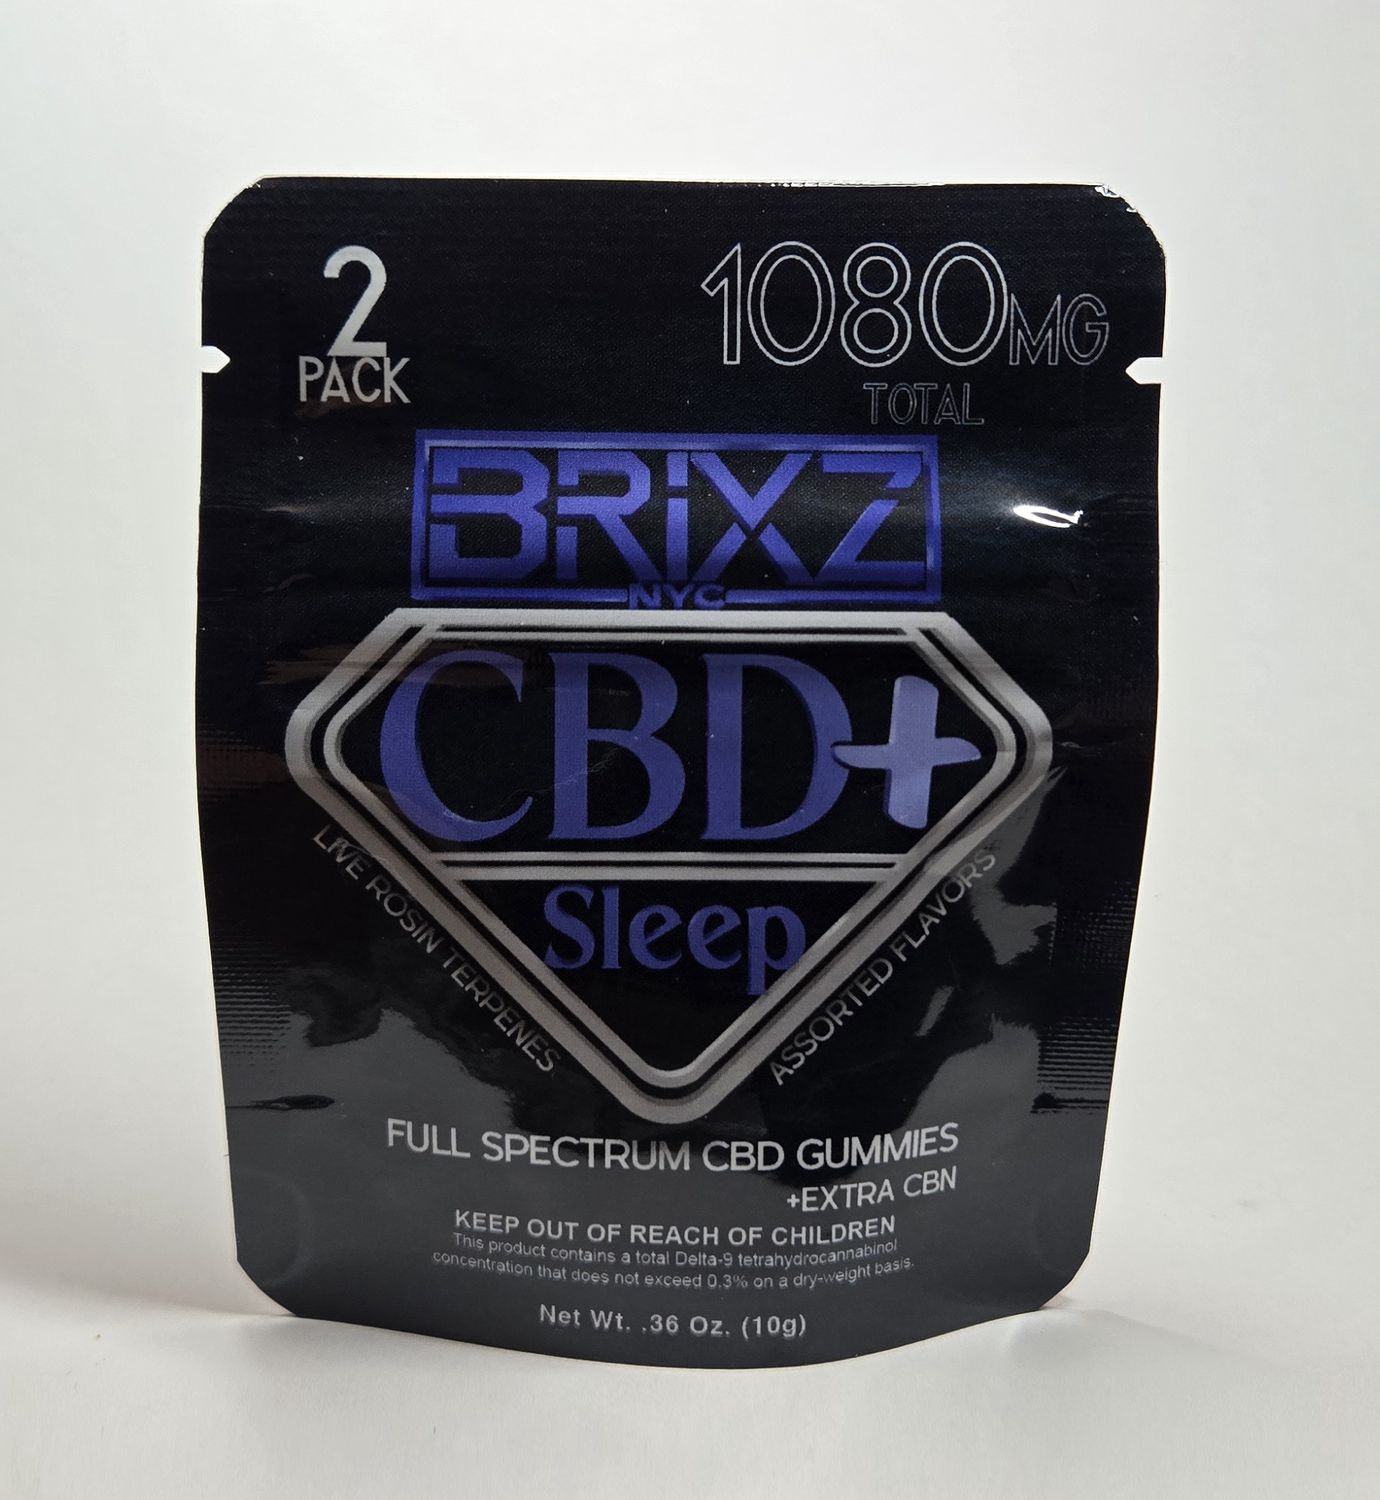 2
PACK
1080MG
TOTAL
BRIXZ
NYC
CBD+
Sleep
LIVE ROSIN TERPENES
ASSORTED FLAVORS
FULL SPECTRUM CBD GUMMIES
+EXTRA CBN
KEEP OUT OF REACH OF CHILDREN
This product contains a total Delta-9 tetrahydrocannabinol
concentration that does not exceed 0.3% on a dry-weight basis.
Net Wt. .36 Oz. (10g)